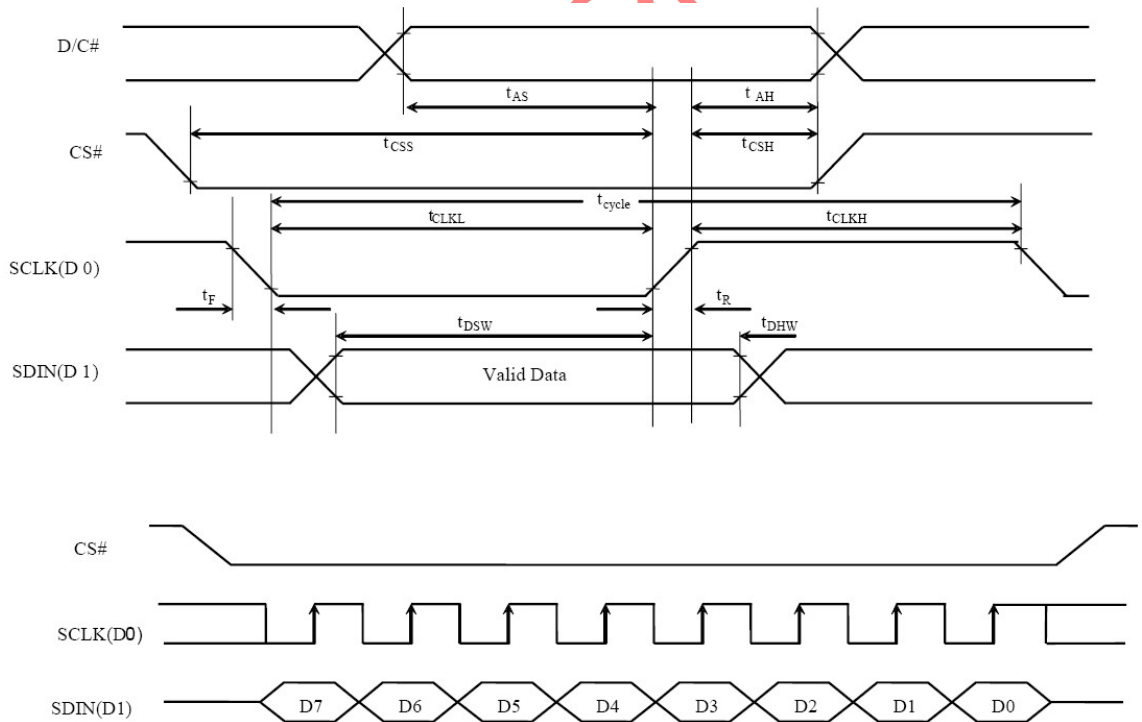 D/C#
tAS
t AH
CS#
tCSS
tCSH
tcycle
tCLKL
tCLKH
SCLK(D 0)
tF
tR
tDSW
tDHW
SDIN(D 1)
Valid Data
CS#
SCLK(D0)
SDIN(D1)
D7 D6 D5 D4 D3 D2 D1 D0